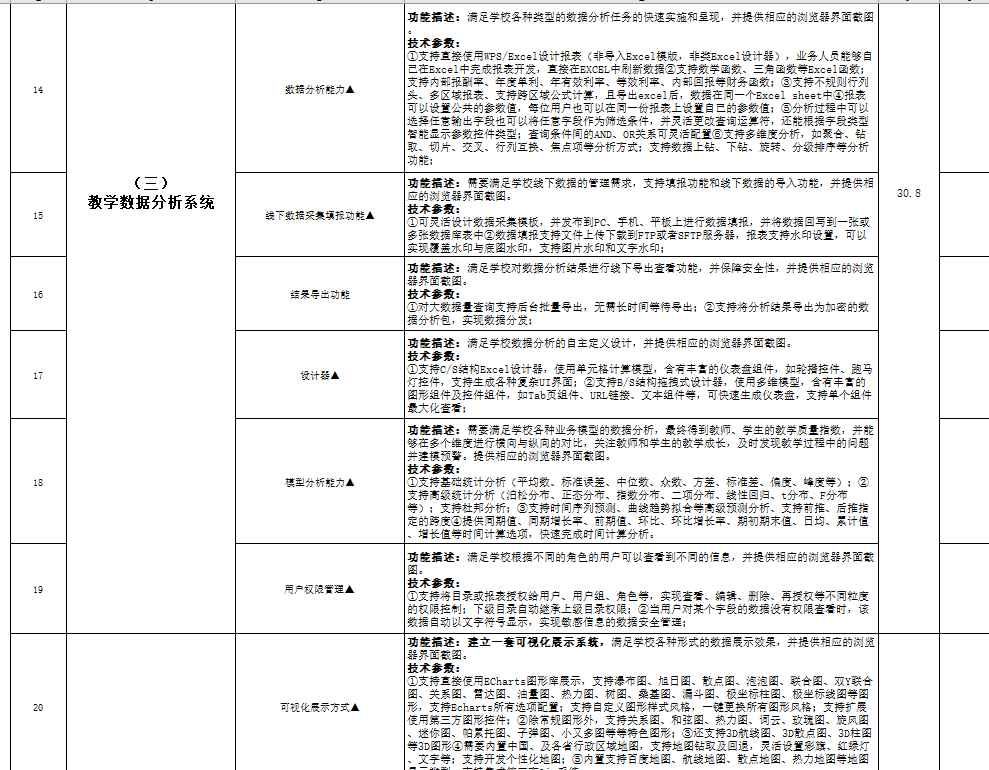 功能描述：满足学校各种类型的数据分析任务的快速实施和呈现，并提供相应的浏览器界面截图
。
技术参数：
①支持直接使用WPS/Excel设计报表（非导入Excel模版，非类Excel设计器），业务人员能够自
己在Excel中完成报表开发，直接在EXCEL中刷新数据②支持数学函数、三角函数等Excel函数；
支持内部报酬率、年度单利、年有效利率、等效利率、内部回报等财务函数；③支持不规则行列
头、多区域报表、支持跨区域公式计算，且导出excel后，数据在同一个Excel sheet中④报表
可以设置公共的参数值，每位用户也可以在同一份报表上设置自己的参数值；⑤分析过程中可以
选择任意输出字段也可以将任意字段作为筛选条件，并灵活更改查询运算符，还能根据字段类型
智能显示参数控件类型；查询条件间的AND、OR关系可灵活配置⑥支持多维度分析，如聚合、钻
取、切片、交叉、行列互换、焦点项等分析方式；支持数据上钻、下钻、旋转、分级排序等分析
功能；
14
数据分析能力▲
（三）
教学数据分析系统
30.8
功能描述：需要满足学校线下数据的管理需求，支持填报功能和线下数据的导入功能，并提供相
应的浏览器界面截图。
技术参数：
①可灵活设计数据采集模板，并发布到PC、手机、平板上进行数据填报，并将数据回写到一张或
多张数据库表中②数据填报支持文件上传下载到FTP或者SFTP服务器，报表支持水印设置，可以
实现覆盖水印与底图水印，支持图片水印和文字水印；
15
线下数据采集填报功能▲
功能描述：满足学校对数据分析结果进行线下导出查看功能，并保障安全性，并提供相应的浏览
器界面截图。
技术参数：
①对大数据量查询支持后台批量导出，无需长时间等待导出；②支持将分析结果导出为加密的数
据分析包，实现数据分发；
16
结果导出功能
功能描述：满足学校数据分析的自主定义设计，并提供相应的浏览器界面截图。
技术参数：
①支持C/S结构Excel设计器，使用单元格计算模型，含有丰富的仪表盘组件，如轮播控件、跑马
灯控件，支持生成各种复杂UI界面；②支持B/S结构拖拽式设计器，使用多维模型，含有丰富的
图形组件及控件组件，如Tab页组件、URL链接、文本组件等，可快速生成仪表盘，支持单个组件
最大化查看；
17
设计器▲
功能描述：需要满足学校各种业务模型的数据分析，最终得到教师、学生的教学质量指数，并能
够在多个维度进行横向与纵向的对比，关注教师和学生的教学成长，及时发现教学过程中的问题
并建模预警。提供相应的浏览器界面截图。
技术参数：
①支持基础统计分析（平均数、标准误差、中位数、众数、方差、标准差、偏度、峰度等）；②
支持高级统计分析（泊松分布、正态分布、指数分布、二项分布、线性回归、t分布、F分布
等）；支持杜邦分析；③支持时间序列预测、曲线趋势拟合等高级预测分析、支持前推、后推指
定的跨度④提供同期值、同期增长率、前期值、环比、环比增长率、期初期末值、日均、累计值
、增长值等时间计算选项，快速完成时间计算分析。
18
模型分析能力▲
功能描述：满足学校根据不同的角色的用户可以查看到不同的信息，并提供相应的浏览器界面截
图。
技术参数：
①支持将目录或报表授权给用户、用户组、角色等，实现查看、编辑、删除、再授权等不同粒度
的权限控制；下级目录自动继承上级目录权限；②当用户对某个字段的数据没有权限查看时，该
数据自动以文字符号显示，实现敏感信息的数据安全管理；
19
用户权限管理▲
功能描述：建立一套可视化展示系统，满足学校各种形式的数据展示效果，并提供相应的浏览
器界面截图。
技术参数：
①支持直接使用ECharts图形库展示，支持瀑布图、旭日图、散点图、泡泡图、联合图、双Y联合
图、关系图、雷达图、油量图、热力图、树图、桑基图、漏斗图、极坐标柱图、极坐标线图等图
形，支持Echarts所有选项配置；支持自定义图形样式风格，一键更换所有图形风格；支持扩展
使用第三方图形控件；②除常规图形外，支持关系图、和弦图、热力图、词云、玫瑰图、旋风图
、迷你图、帕累托图、子弹图、小叉多图等等特色图形；③还支持3D航线图、3D散点图、3D柱图
等3D图形④需要内置中国、及各省行政区域地图，支持地图钻取及回退，灵活设置彩旗、红绿灯
、文字等；支持开发个性化地图；⑤内置支持百度地图、航线地图、散点地图、热力地图等地图
20
可视化展示方式▲